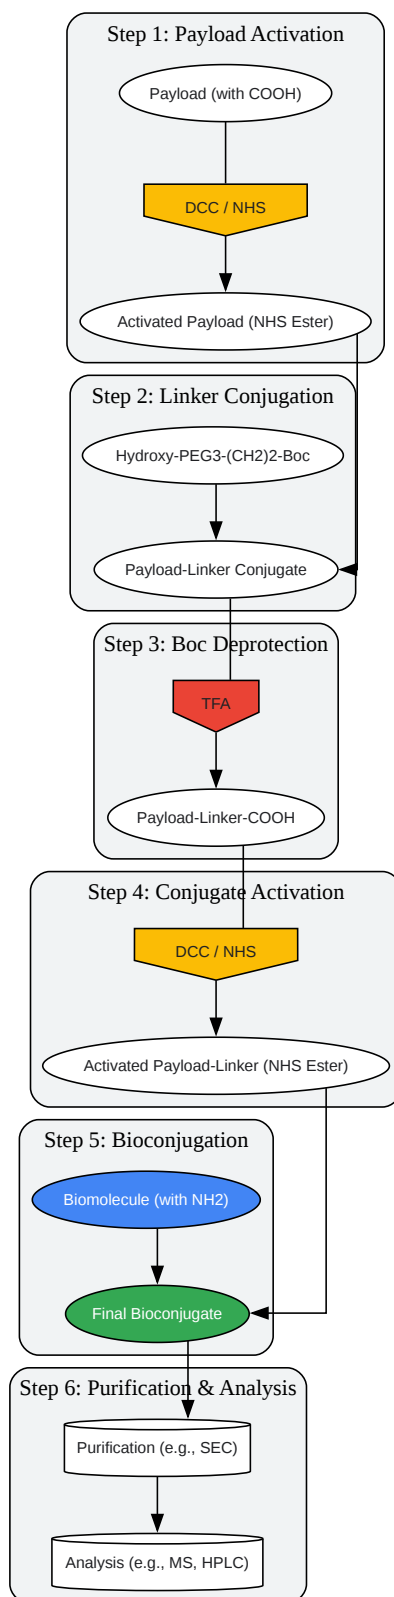 Step 1: Payload Activation
Payload (with COOH)
DCC / NHS
Activated Payload (NHS Ester)
Step 2: Linker Conjugation
Hydroxy-PEG3-(CH2)2-Boc
Payload-Linker Conjugate
Step 3: Boc Deprotection
TFA
Payload-Linker-COOH
Step 4: Conjugate Activation
DCC / NHS
Activated Payload-Linker (NHS Ester)
Step 5: Bioconjugation
Biomolecule (with NH2)
Final Bioconjugate
Step 6: Purification & Analysis
Purification (e.g., SEC)
Analysis (e.g., MS, HPLC)